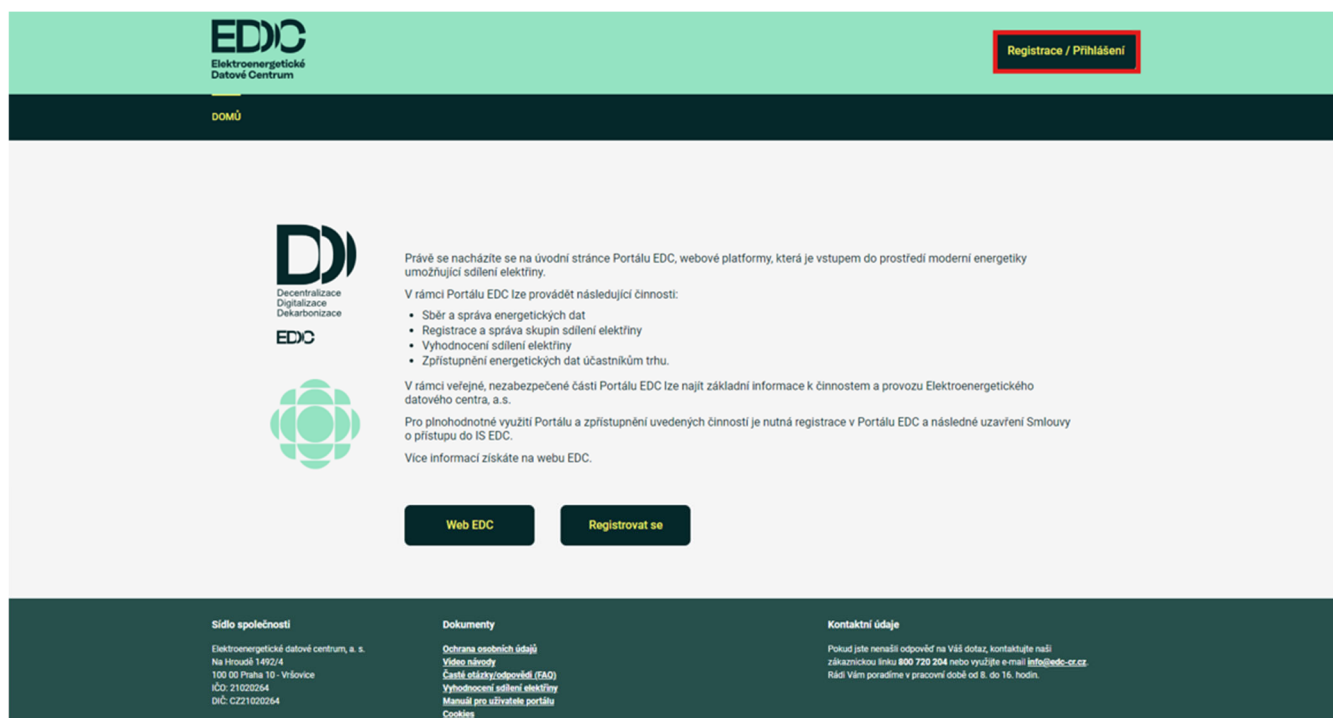 EDC
Elektroenergetické
Datové Centrum
Registrace / Přihlášení
DOMŮ
Decentralizace
Digitalizace
Dekarbonizace
EDC
Právě se nacházíte se na úvodní stránce Portálu EDC, webové platformy, která je vstupem do prostředí moderní energetiky
umožňující sdílení elektřiny.
V rámci Portálu EDC lze provádět následující činnosti:
• Sběr a správa energetických dat
• Registrace a správa skupin sdílení elektřiny
• Vyhodnocení sdílení elektřiny
• Zpřístupnění energetických dat účastníkům trhu.
V rámci veřejné, nezabezpečené části Portálu EDC lze najít základní informace k činnostem a provozu Elektroenergetického
datového centra, a.s.
Pro plnohodnotné využití Portálu a zpřístupnění uvedených činností je nutná registrace v Portálu EDC a následné uzavření Smlouvy
o přístupu do IS EDC.
Více informací získáte na webu EDC.
Web EDC
Registrovat se
Sídlo společnosti
Elektroenergetické datové centrum, a. s.
Na Hroudě 1492/4
100 00 Praha 10 - Vršovice
IČO: 21020264
DIČ: CZ21020264
Dokumenty
Ochrana osobních údajů
Video návody
Časté otázky/odpovědi (FAQ)
Vyhodnocení sdílení elektřiny
Manuál pro uživatele portálu
Cookies
Kontaktní údaje
Pokud jste nenašli odpověď na Váš dotaz, kontaktujte naši
zákaznickou linku 800 720 204 nebo využijte e-mail info@edc-cr.cz.
Rádi Vám poradíme v pracovní době od 8. do 16. hodin.